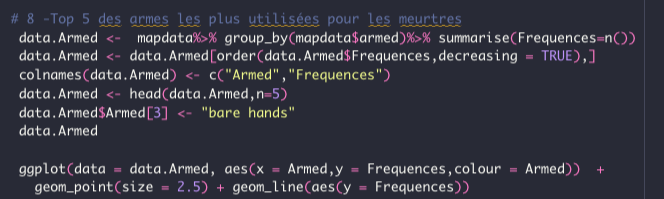 # 8 -Top 5 des armes les plus utilisées pour les meurtres
data.Armed <-  mapdata%>% group_by(mapdata$armed)%>% summarise(Frequences=n())
data.Armed <- data.Armed[order(data.Armed$Frequences,decreasing = TRUE),]
colnames(data.Armed) <- c("Armed","Frequences")
data.Armed <- head(data.Armed,n=5)
data.Armed$Armed[3] <- "bare hands"
data.Armed
ggplot(data = data.Armed, aes(x = Armed,y = Frequences,colour = Armed))  +
  geom_point(size = 2.5) + geom_line(aes(y = Frequences))